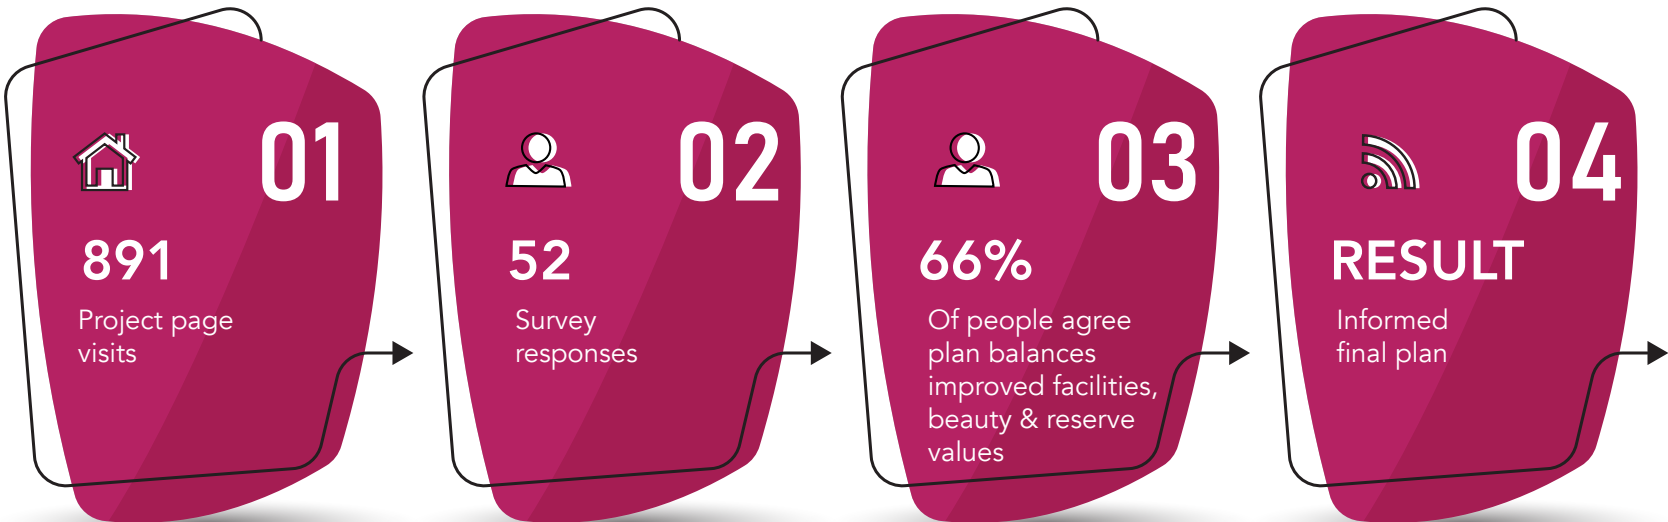 01
891
Project page
visits
02
52
Survey
responses
03
66%
Of people agree
plan balances
improved facilities,
beauty & reserve
values
04
RESULT
Informed
final plan